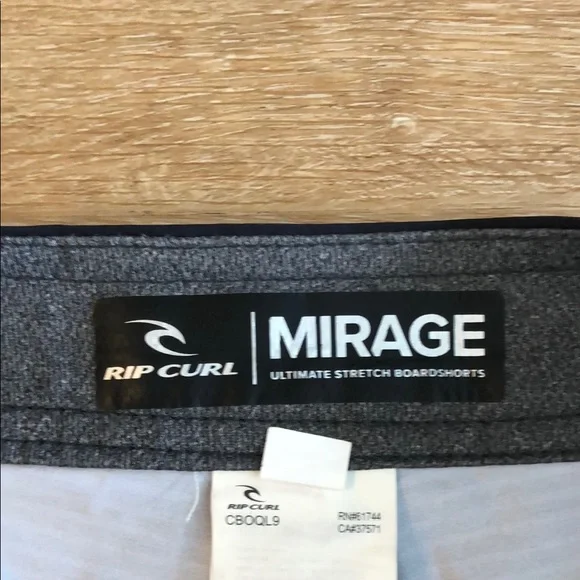 RIP CURL
MIRAGE
ULTIMATE STRETCH BOARDSHORTS
RIP CURL
CBOQL9
RN#61744
CA#37571